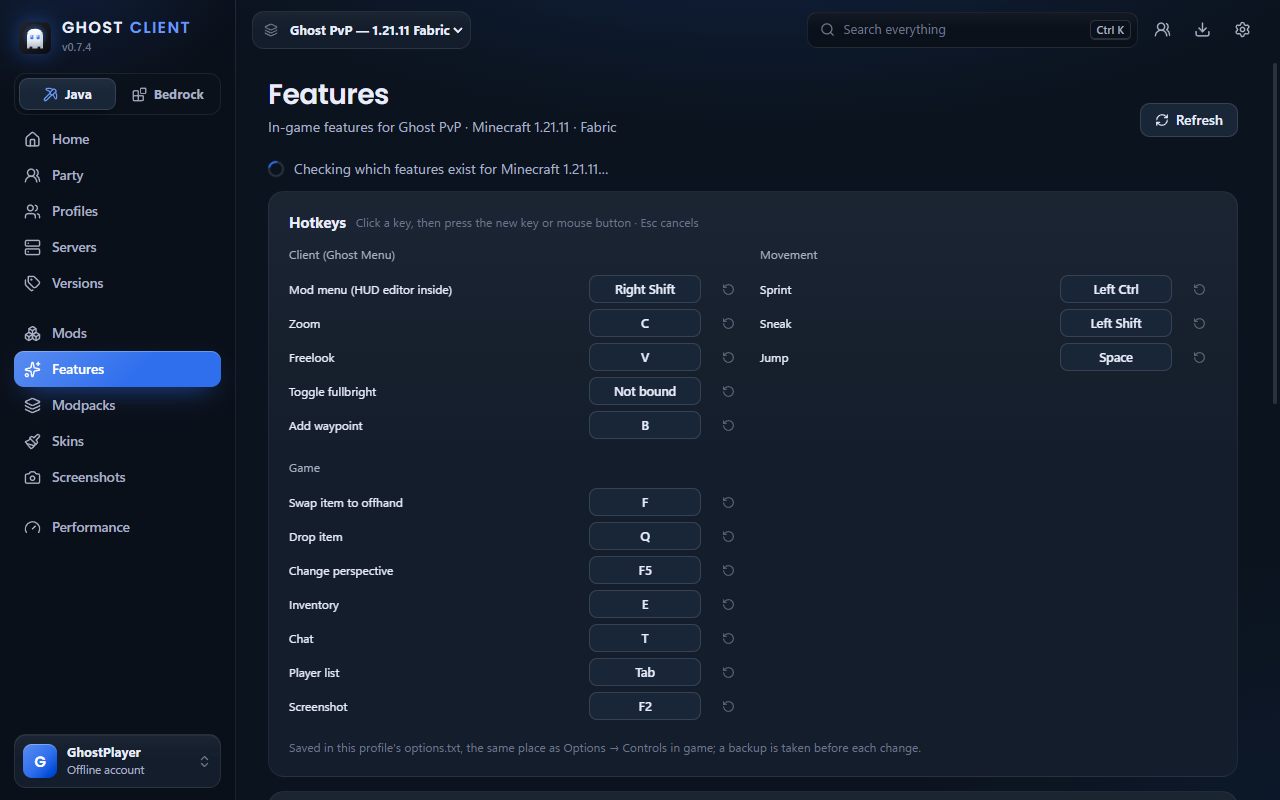 GHOST CLIENT
v0.7.4
Java
Bedrock
Home
Party
Profiles
Servers
Versions
Mods
Features
Modpacks
Skins
Screenshots
Performance
G
GhostPlayer
Offline account
Ghost PvP — 1.21.11 Fabric
Search everything
Ctrl K
Features
In-game features for Ghost PvP · Minecraft 1.21.11 · Fabric
Refresh
Checking which features exist for Minecraft 1.21.11...
Hotkeys Click a key, then press the new key or mouse button · Esc cancels
Client (Ghost Menu)
Mod menu (HUD editor inside) Right Shift
Zoom C
Freelook V
Toggle fullbright Not bound
Add waypoint B
Movement
Sprint Left Ctrl
Sneak Left Shift
Jump Space
Game
Swap item to offhand F
Drop item Q
Change perspective F5
Inventory E
Chat T
Player list Tab
Screenshot F2
Saved in this profile's options.txt, the same place as Options → Controls in game; a backup is taken before each change.